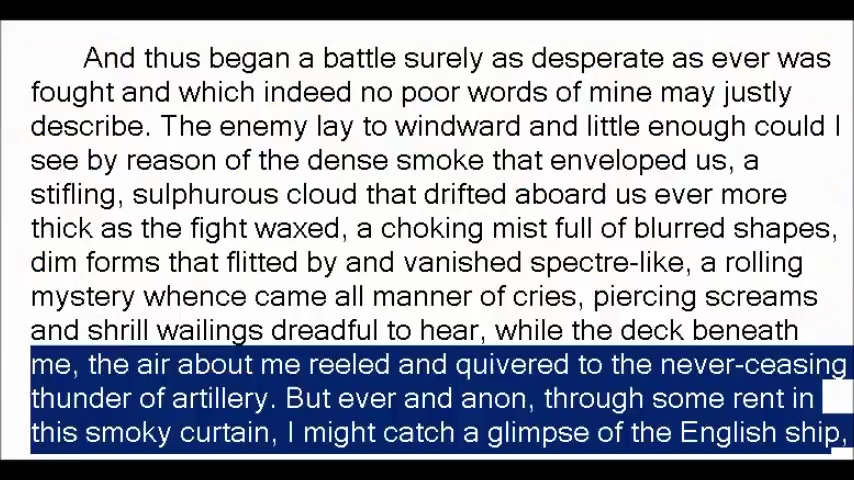 And thus began a battle surely as desperate as ever was
fought and which indeed no poor words of mine may justly
describe. The enemy lay to windward and little enough could I
see by reason of the dense smoke that enveloped us, a
stifling, sulphurous cloud that drifted aboard us ever more
thick as the fight waxed, a choking mist full of blurred shapes,
dim forms that flitted by and vanished spectre-like, a rolling
mystery whence came all manner of cries, piercing screams
and shrill wailings dreadful to hear, while the deck beneath
me, the air about me reeled and quivered to the never-ceasing
thunder of artillery. But ever and anon, through some rent in
this smoky curtain, I might catch a glimpse of the English ship,